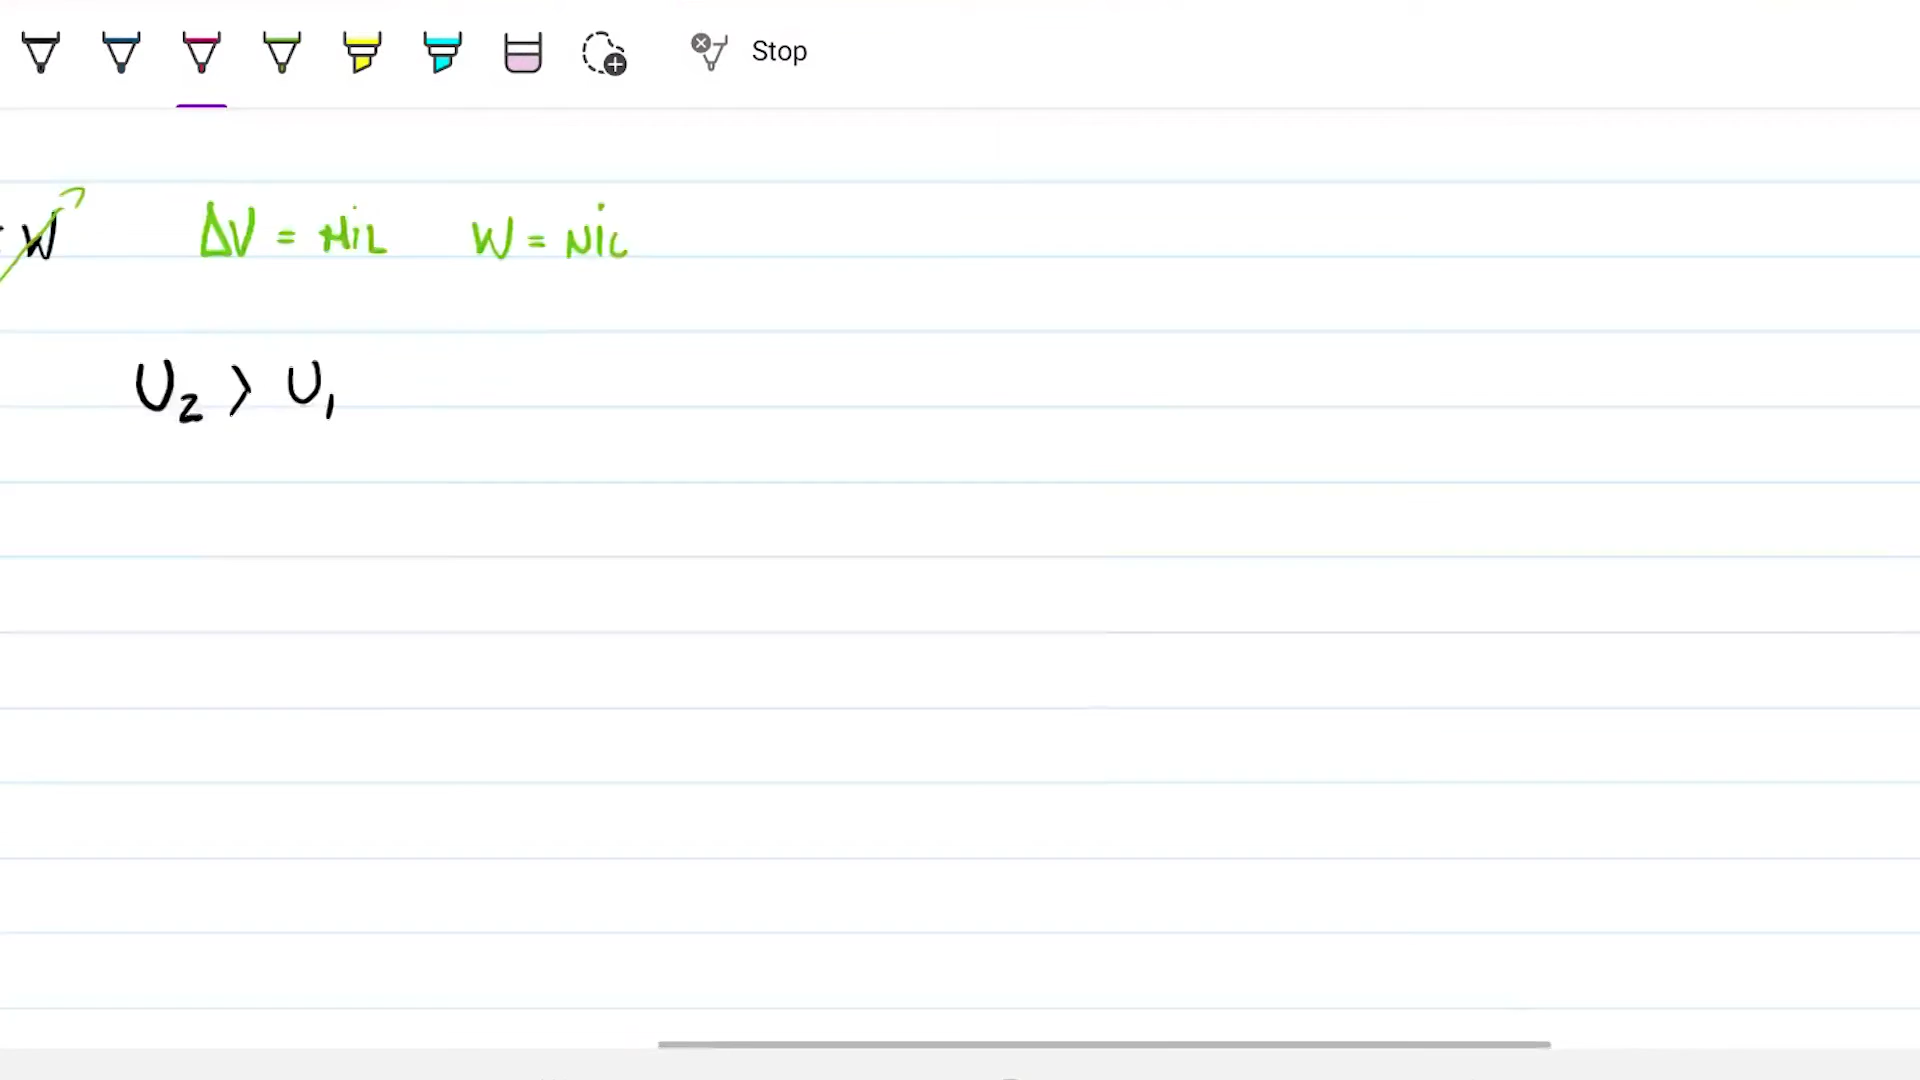 Stop
± W ΔV = NiL W = NiL
U₂ > U₁